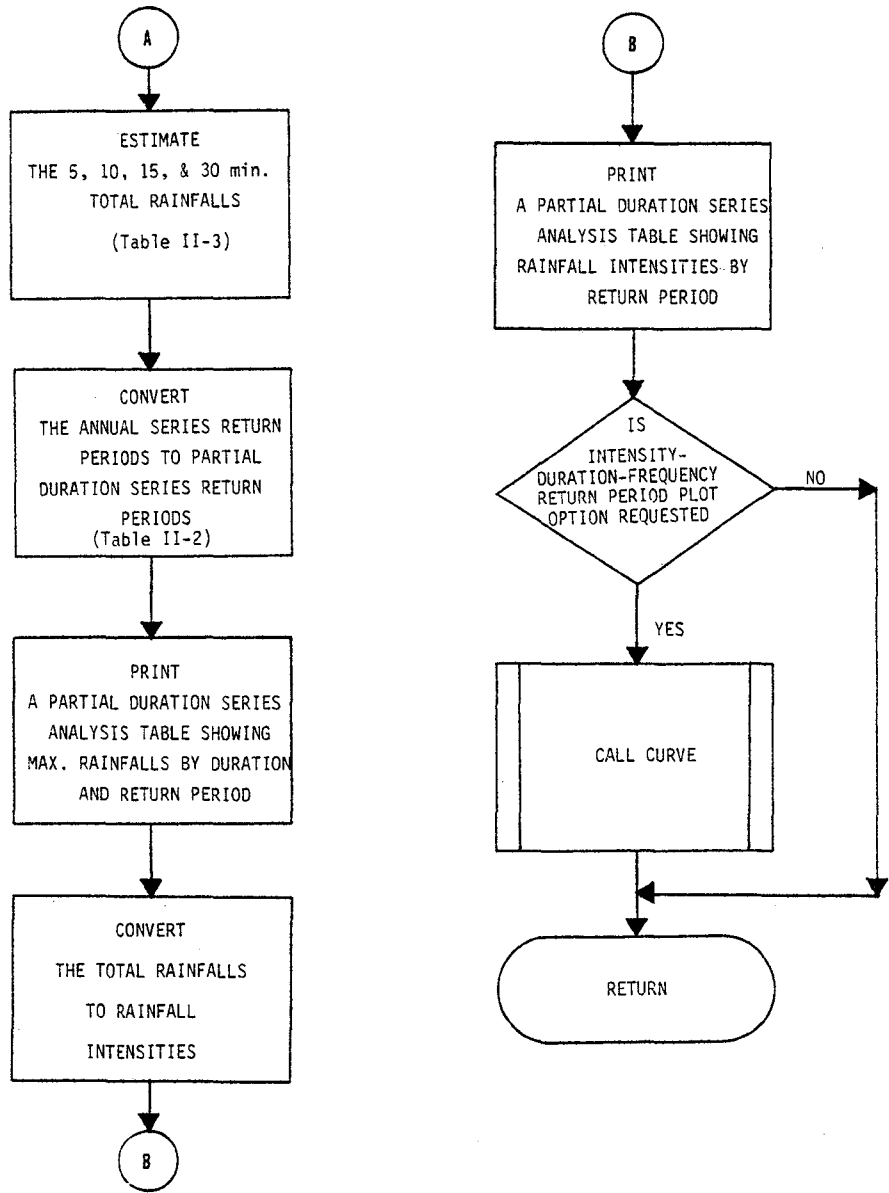 A
ESTIMATE
THE 5, 10, 15, & 30 min.
TOTAL RAINFALLS
(Table II-3)
CONVERT
THE ANNUAL SERIES RETURN
PERIODS TO PARTIAL
DURATION SERIES RETURN
PERIODS
(Table II-2)
PRINT
A PARTIAL DURATION SERIES
ANALYSIS TABLE SHOWING
MAX. RAINFALLS BY DURATION
AND RETURN PERIOD
CONVERT
THE TOTAL RAINFALLS
TO RAINFALL
INTENSITIES
B
B
PRINT
A PARTIAL DURATION SERIES
ANALYSIS TABLE SHOWING
RAINFALL INTENSITIES BY
RETURN PERIOD
IS
INTENSITY-
DURATION-FREQUENCY
RETURN PERIOD PLOT
OPTION REQUESTED
NO
YES
CALL CURVE
RETURN